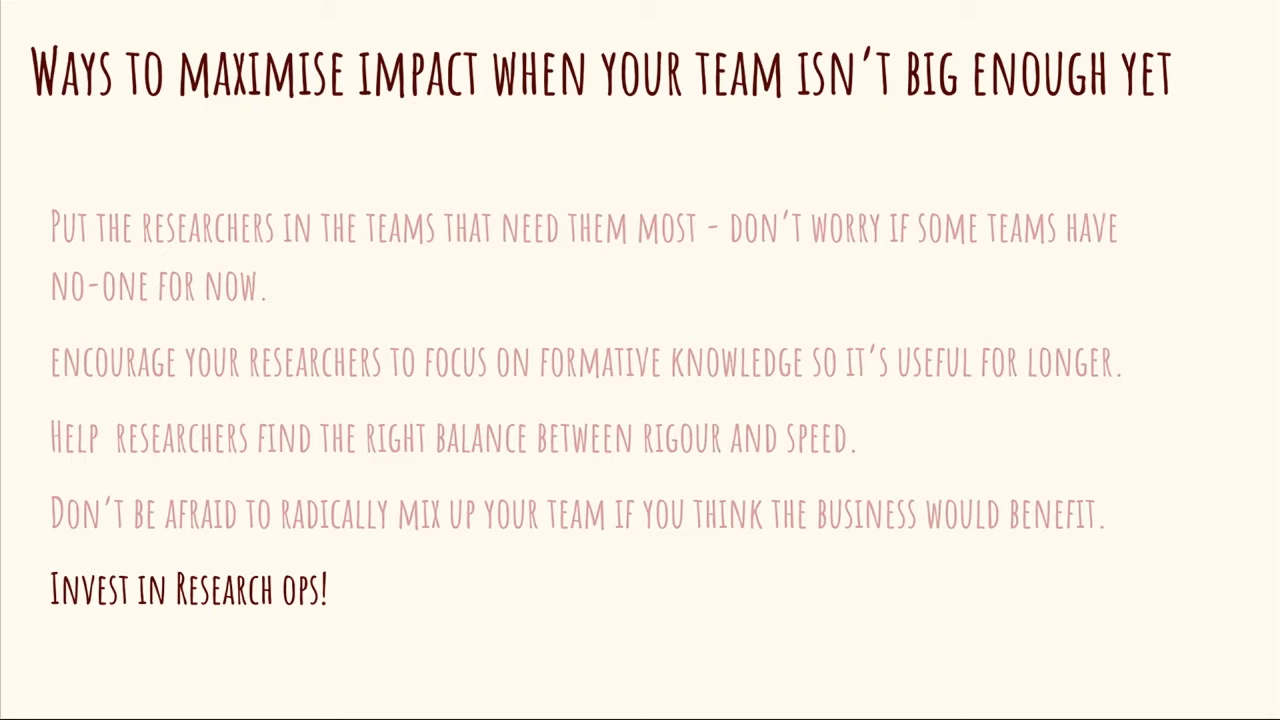 Ways to maximise impact when your team isn't big enough yet
Put the researchers in the teams that need them most - don't worry if some teams have
no-one for now.
encourage your researchers to focus on formative knowledge so it's useful for longer.
Help researchers find the right balance between rigour and speed.
Don't be afraid to radically mix up your team if you think the business would benefit.
Invest in Research ops!